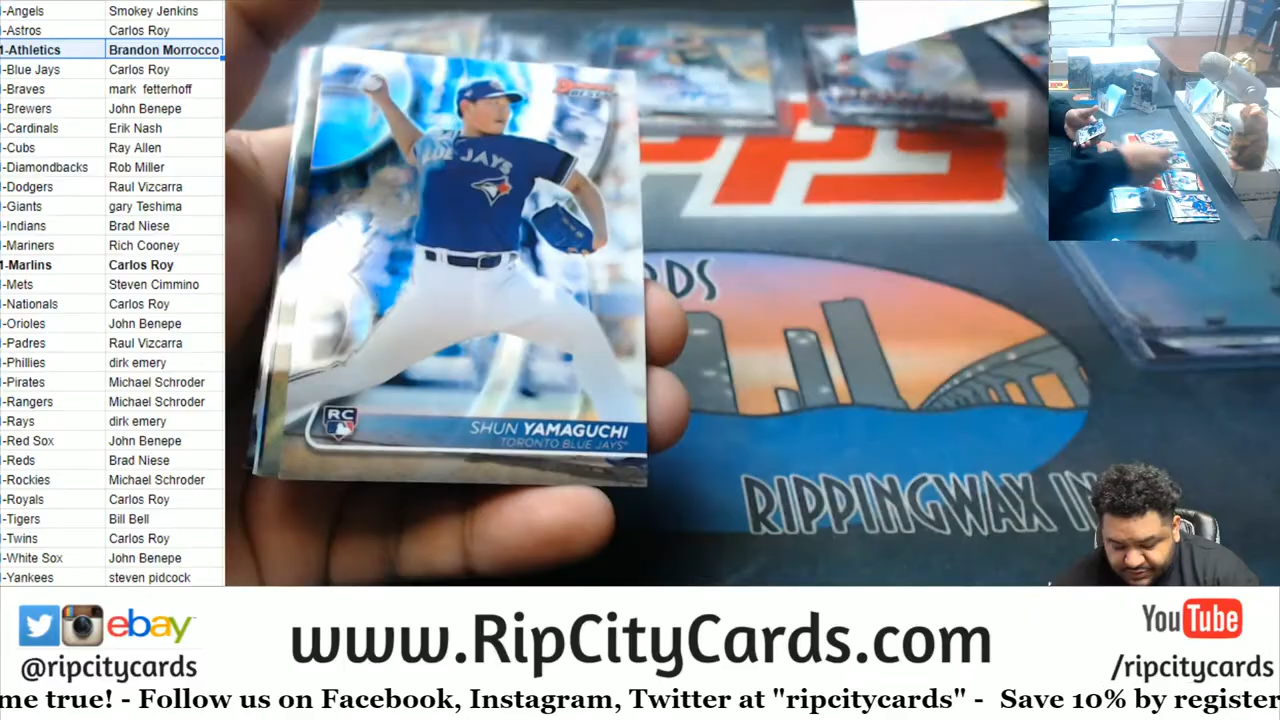 -Angels Smokey Jenkins
-Astros Carlos Roy
-Athletics Brandon Morrocco
-Blue Jays Carlos Roy
-Braves mark fetterhoff
-Brewers John Benepe
-Cardinals Erik Nash
-Cubs Ray Allen
-Diamondbacks Rob Miller
-Dodgers Raul Vizcarra
-Giants gary Teshima
-Indians Brad Niese
-Mariners Rich Cooney
-Marlins Carlos Roy
-Mets Steven Cimmino
-Nationals Carlos Roy
-Orioles John Benepe
-Padres Raul Vizcarra
-Phillies dirk emery
-Pirates Michael Schroder
-Rangers Michael Schroder
-Rays dirk emery
-Red Sox John Benepe
-Reds Brad Niese
-Rockies Michael Schroder
-Royals Carlos Roy
-Tigers Bill Bell
-Twins Carlos Roy
-White Sox John Benepe
-Yankees steven pidcock
BLUE JAYS
RC
SHUN YAMAGUCHI
TORONTO BLUE JAYS
PPS
RDS
RIPPINGWAX IN
ebay
@ripcitycards
www.RipCityCards.com
YouTube
/ripcitycards
me true! - Follow us on Facebook, Instagram, Twitter at "ripcitycards" - Save 10% by register